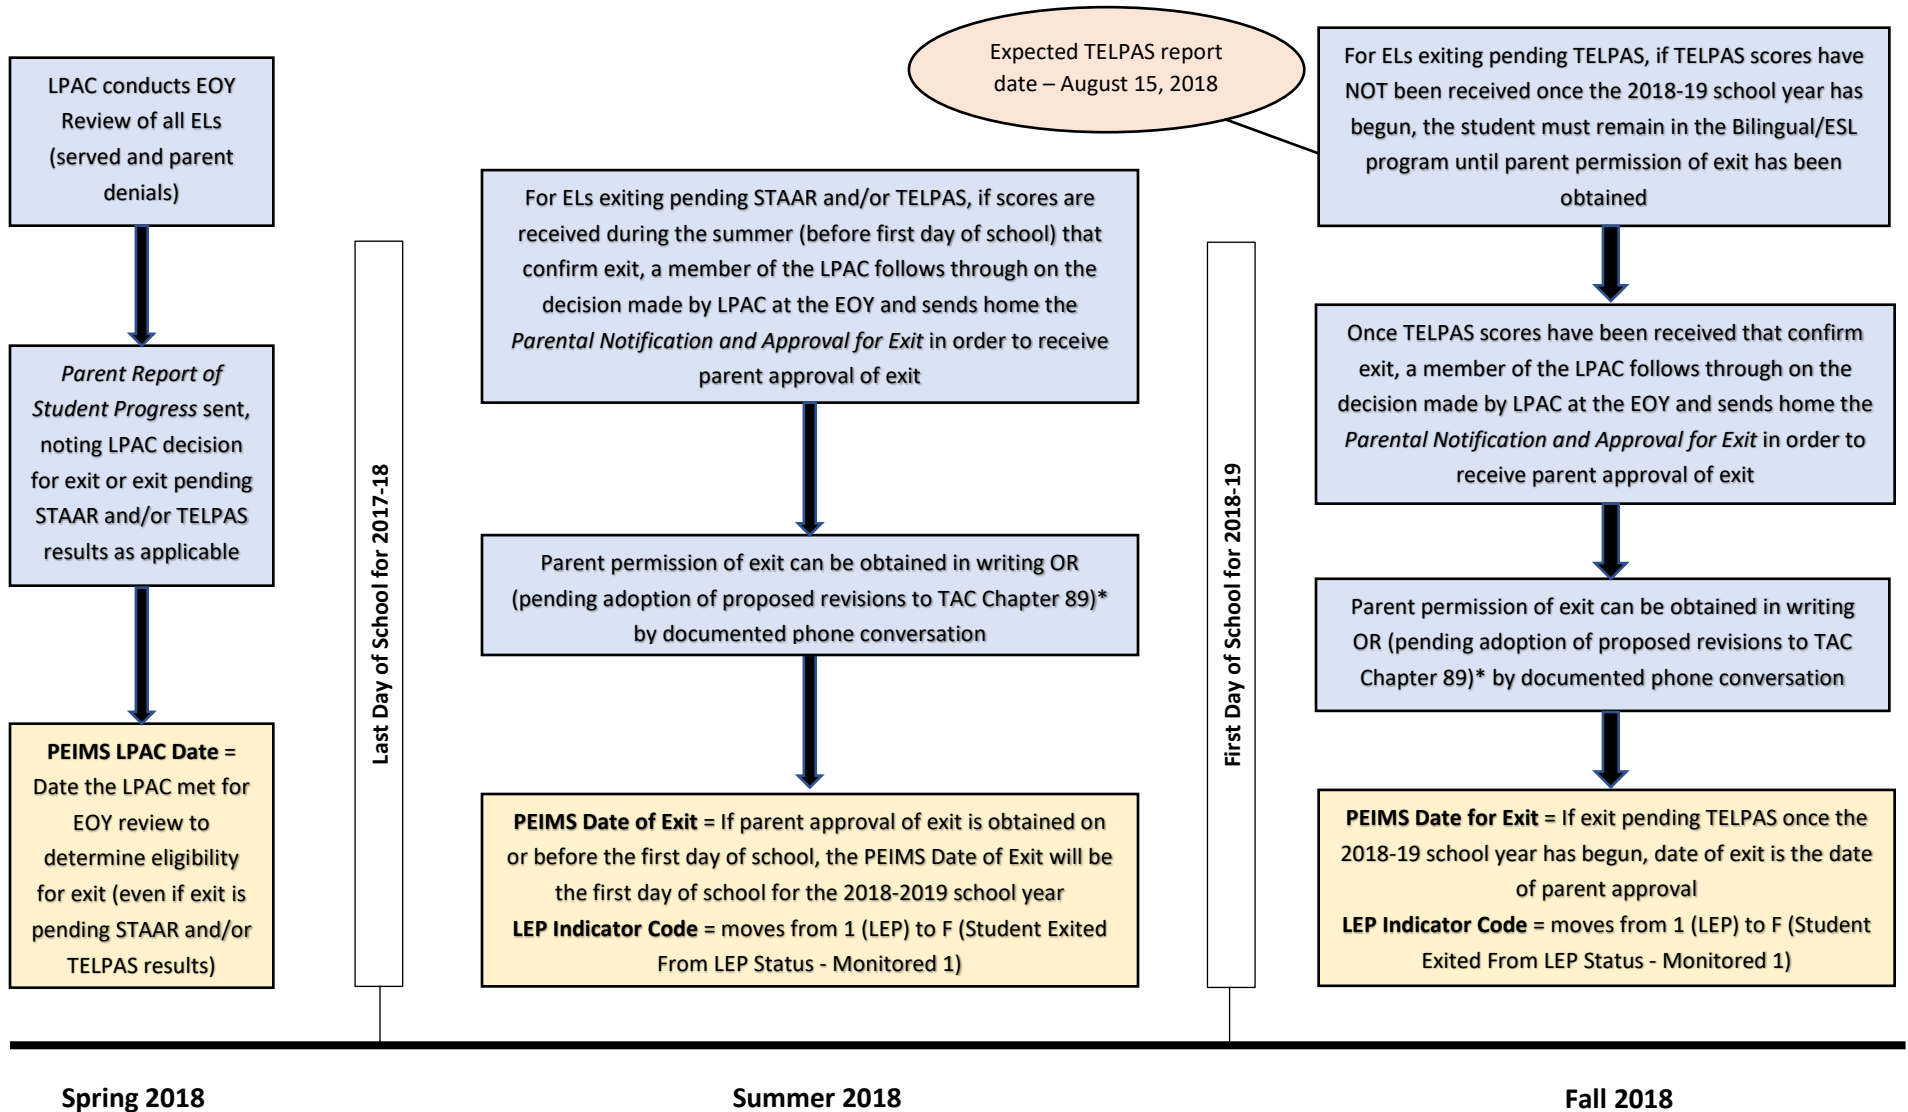 LPAC conducts EOY
Review of all ELs
(served and parent
denials)
Parent Report of
Student Progress sent,
noting LPAC decision
for exit or exit pending
STAAR and/or TELPAS
results as applicable
PEIMS LPAC Date =
Date the LPAC met for
EOY review to
determine eligibility
for exit (even if exit is
pending STAAR and/or
TELPAS results)
Last Day of School for 2017-18
For ELs exiting pending STAAR and/or TELPAS, if scores are
received during the summer (before first day of school) that
confirm exit, a member of the LPAC follows through on the
decision made by LPAC at the EOY and sends home the
Parental Notification and Approval for Exit in order to receive
parent approval of exit
Parent permission of exit can be obtained in writing OR
(pending adoption of proposed revisions to TAC Chapter 89)*
by documented phone conversation
PEIMS Date of Exit = If parent approval of exit is obtained on
or before the first day of school, the PEIMS Date of Exit will be
the first day of school for the 2018-2019 school year
LEP Indicator Code = moves from 1 (LEP) to F (Student Exited
From LEP Status - Monitored 1)
First Day of School for 2018-19
Expected TELPAS report
date – August 15, 2018
For ELs exiting pending TELPAS, if TELPAS scores have
NOT been received once the 2018-19 school year has
begun, the student must remain in the Bilingual/ESL
program until parent permission of exit has been
obtained
Once TELPAS scores have been received that confirm
exit, a member of the LPAC follows through on the
decision made by LPAC at the EOY and sends home the
Parental Notification and Approval for Exit in order to
receive parent approval of exit
Parent permission of exit can be obtained in writing
OR (pending adoption of proposed revisions to TAC
Chapter 89)* by documented phone conversation
PEIMS Date for Exit = If exit pending TELPAS once the
2018-19 school year has begun, date of exit is the date
of parent approval
LEP Indicator Code = moves from 1 (LEP) to F (Student
Exited From LEP Status - Monitored 1)
Spring 2018
Summer 2018
Fall 2018